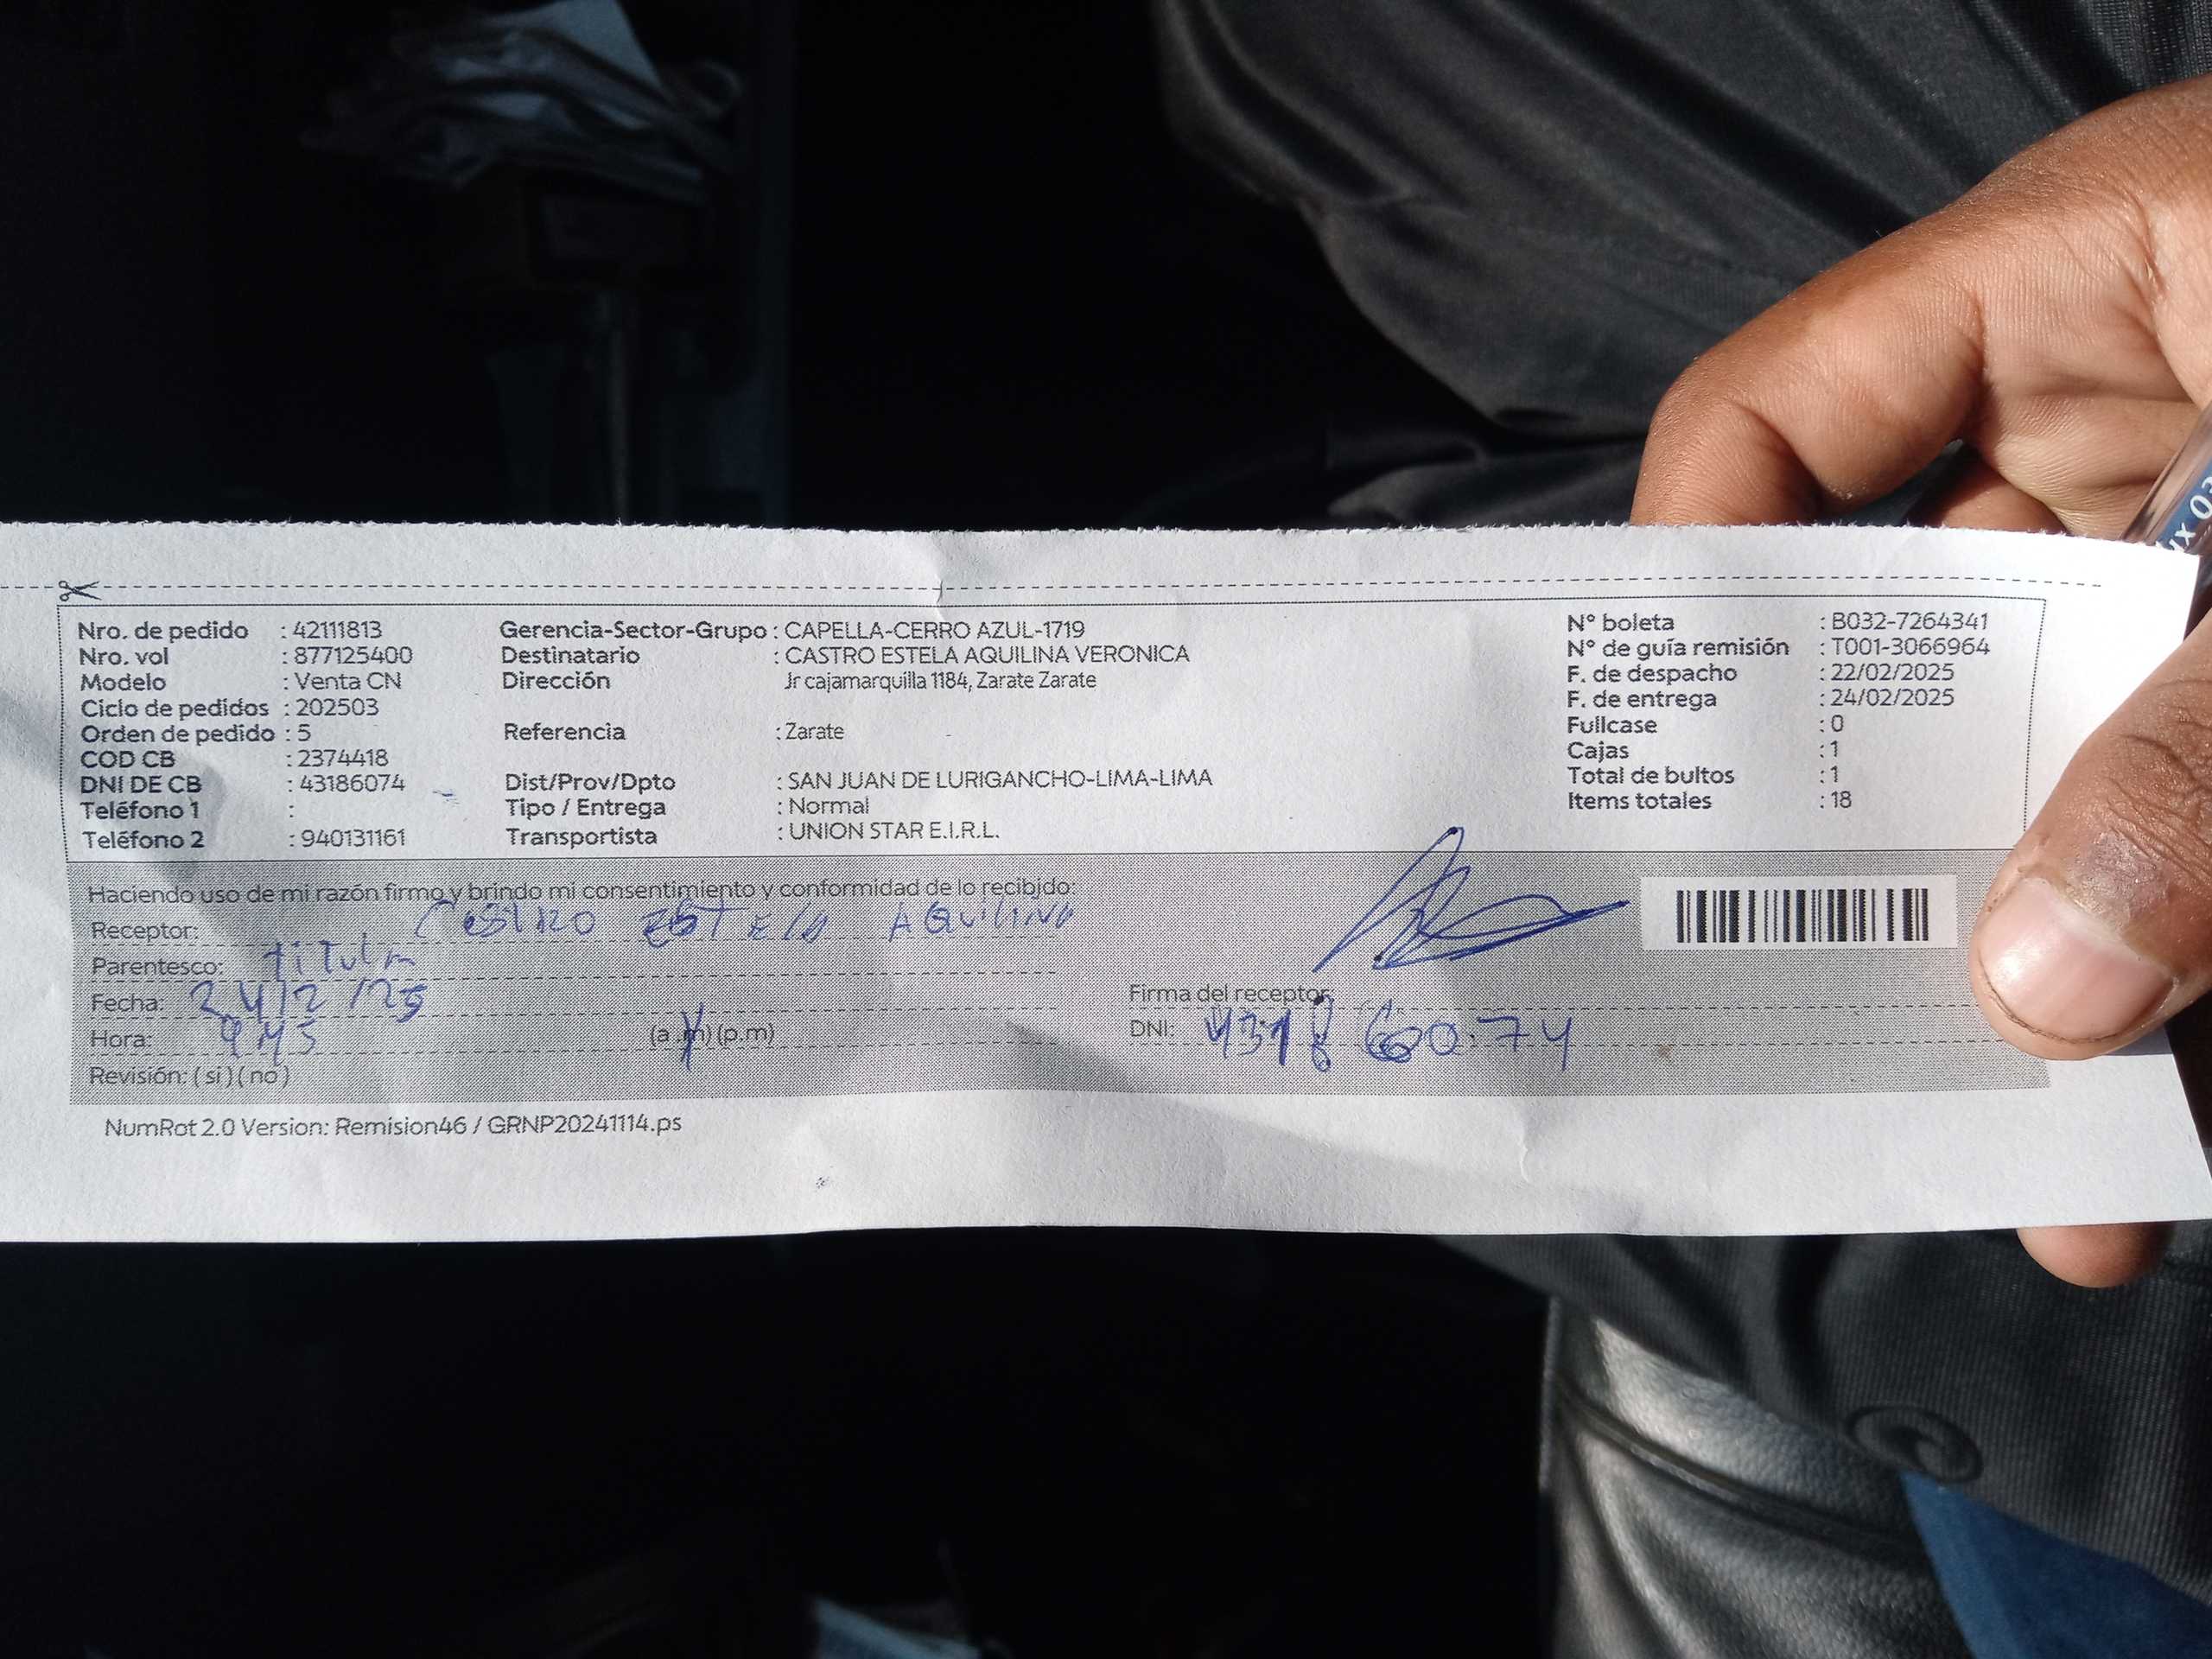 Nro. de pedido : 42111813
Nro. vol : 877125400
Modelo : Venta CN
Ciclo de pedidos : 202503
Orden de pedido : 5
COD CB : 2374418
DNI DE CB : 43186074
Teléfono 1 :
Teléfono 2 : 940131161
Gerencia-Sector-Grupo : CAPELLA-CERRO AZUL-1719
Destinatario : CASTRO ESTELA AQUILINA VERONICA
Dirección Jr cajamarquilla 1184, Zarate Zarate
Referencia : Zarate
Dist/Prov/Dpto : SAN JUAN DE LURIGANCHO-LIMA-LIMA
Tipo / Entrega : Normal
Transportista : UNION STAR E.I.R.L.
N° boleta : B032-7264341
N° de guía remisión : T001-3066964
F. de despacho : 22/02/2025
F. de entrega : 24/02/2025
Fullcase : 0
Cajas : 1
Total de bultos : 1
Items totales : 18
Haciendo uso de mi razón firmo y brindo mi consentimiento y conformidad de lo recibido:
Receptor: Castro Estela Aquilina
Parentesco: titular
Fecha: 24/2/25
Hora: 9 45 (a.m) (p.m)
Revisión: ( si ) ( no )
Firma del receptor:
DNI:
NumRot 2.0 Version: Remision46 / GRNP20241114.ps